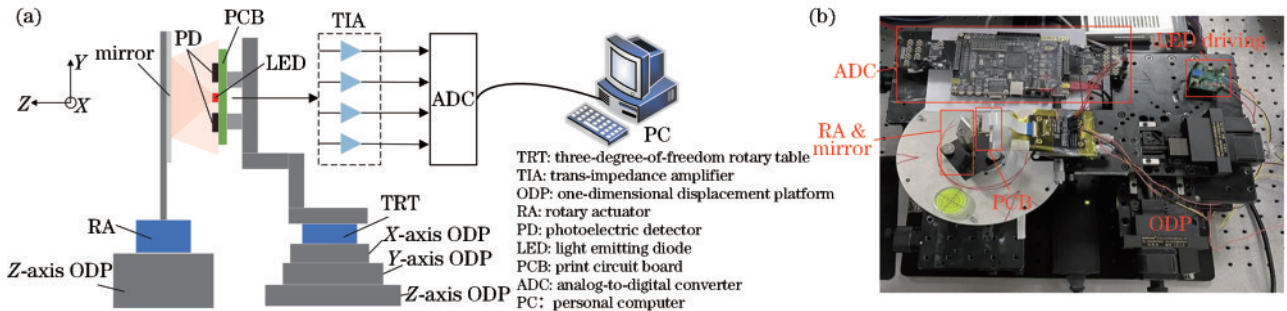 (a)
PCB
TIA
PD
mirror
LED
Y
Z
X
ADC
PC
RA
TRT
X-axis ODP
Y-axis ODP
Z-axis ODP
Z-axis ODP
TRT: three-degree-of-freedom rotary table
TIA: trans-impedance amplifier
ODP: one-dimensional displacement platform
RA: rotary actuator
PD: photoelectric detector
LED: light emitting diode
PCB: print circuit board
ADC: analog-to-digital converter
PC: personal computer
(b)
LED driving
ADC
RA &
mirror
PCB
ODP